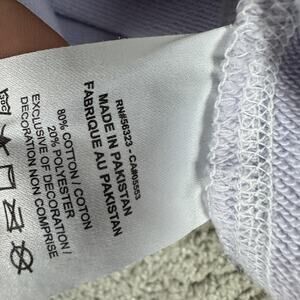 RN#56323 - CA#05553
MADE IN PAKISTAN
FABRIQUE AU PAKISTAN
80% COTTON / COTON
20% POLYESTER
EXCLUSIVE OF DECORATION /
DECORATION NON COMPRISE